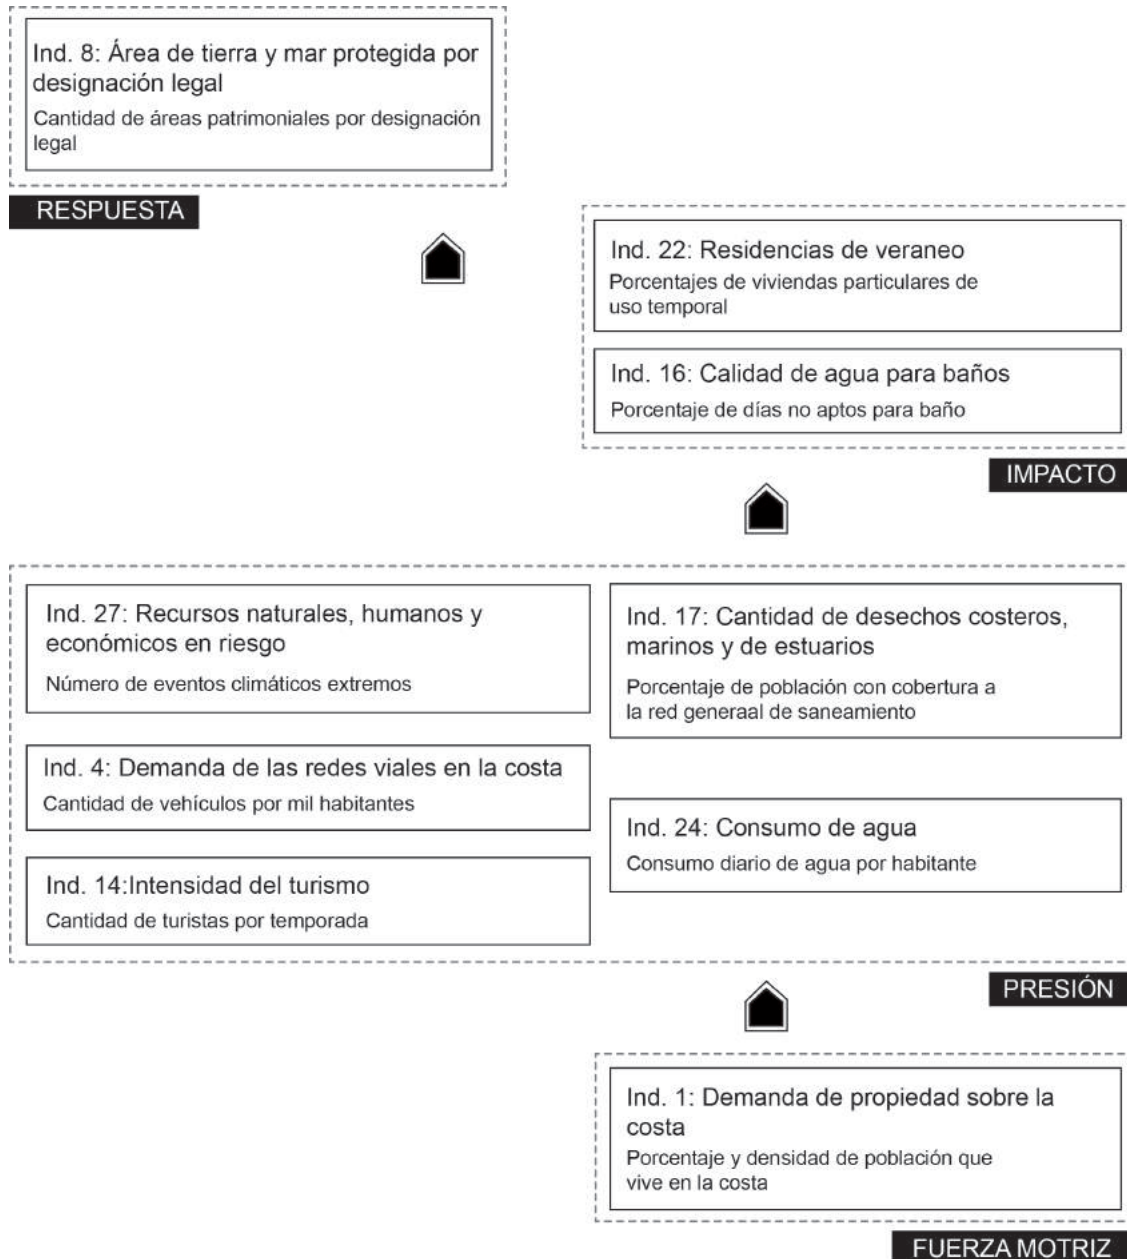 Ind. 8: Área de tierra y mar protegida por
designación legal
Cantidad de áreas patrimoniales por designación
legal
RESPUESTA
Ind. 22: Residencias de veraneo
Porcentajes de viviendas particulares de
uso temporal
Ind. 16: Calidad de agua para baños
Porcentaje de días no aptos para baño
IMPACTO
Ind. 27: Recursos naturales, humanos y
económicos en riesgo
Número de eventos climáticos extremos
Ind. 4: Demanda de las redes viales en la costa
Cantidad de vehículos por mil habitantes
Ind. 14:Intensidad del turismo
Cantidad de turistas por temporada
Ind. 17: Cantidad de desechos costeros,
marinos y de estuarios
Porcentaje de población con cobertura a
la red generaal de saneamiento
Ind. 24: Consumo de agua
Consumo diario de agua por habitante
PRESIÓN
Ind. 1: Demanda de propiedad sobre la
costa
Porcentaje y densidad de población que
vive en la costa
FUERZA MOTRIZ